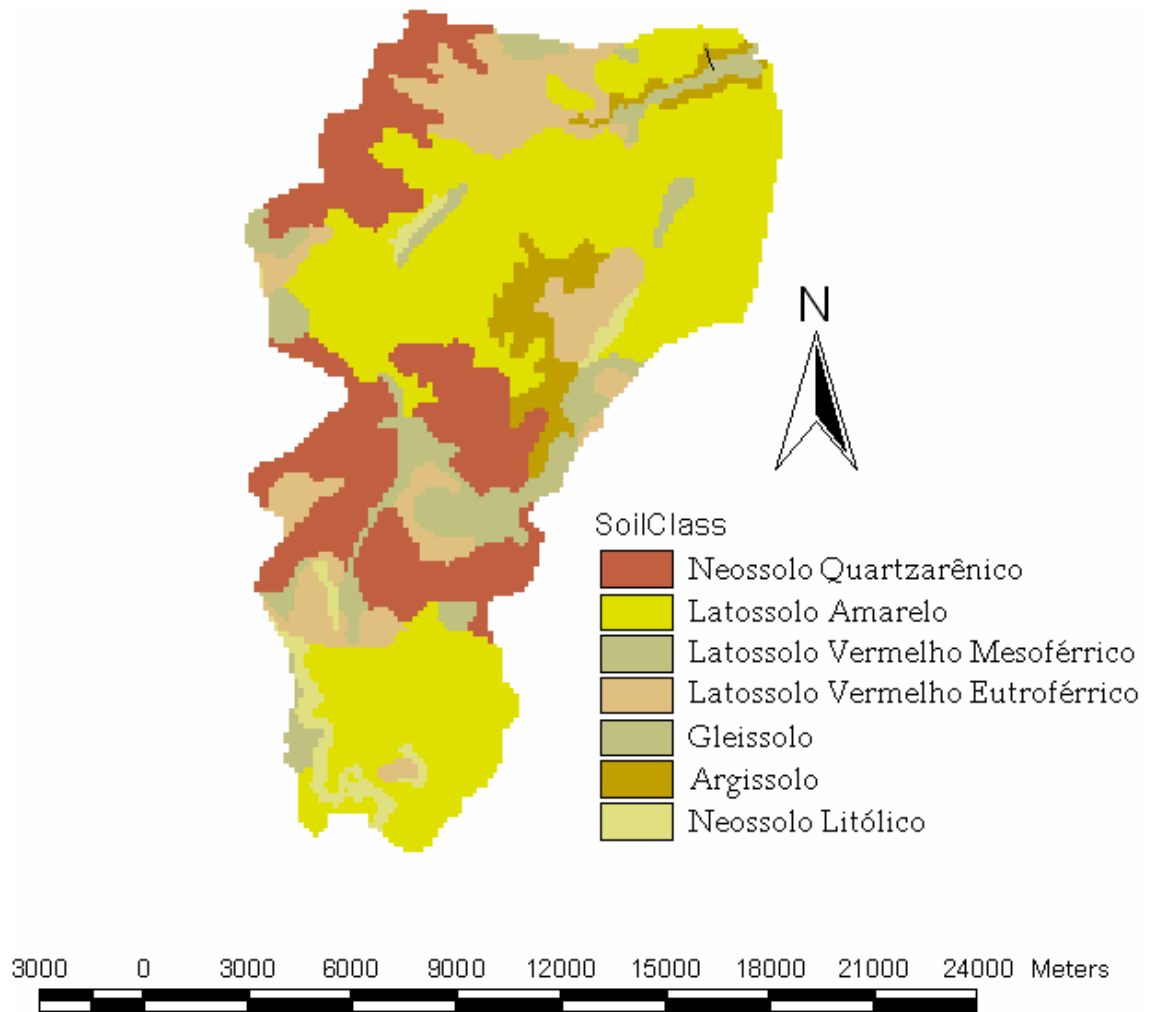 N
SoilClass
Neossolo Quartzarênico
Latossolo Amarelo
Latossolo Vermelho Mesoférrico
Latossolo Vermelho Eutroférrico
Gleissolo
Argissolo
Neossolo Litólico
3000 0 3000 6000 9000 12000 15000 18000 21000 24000 Meters